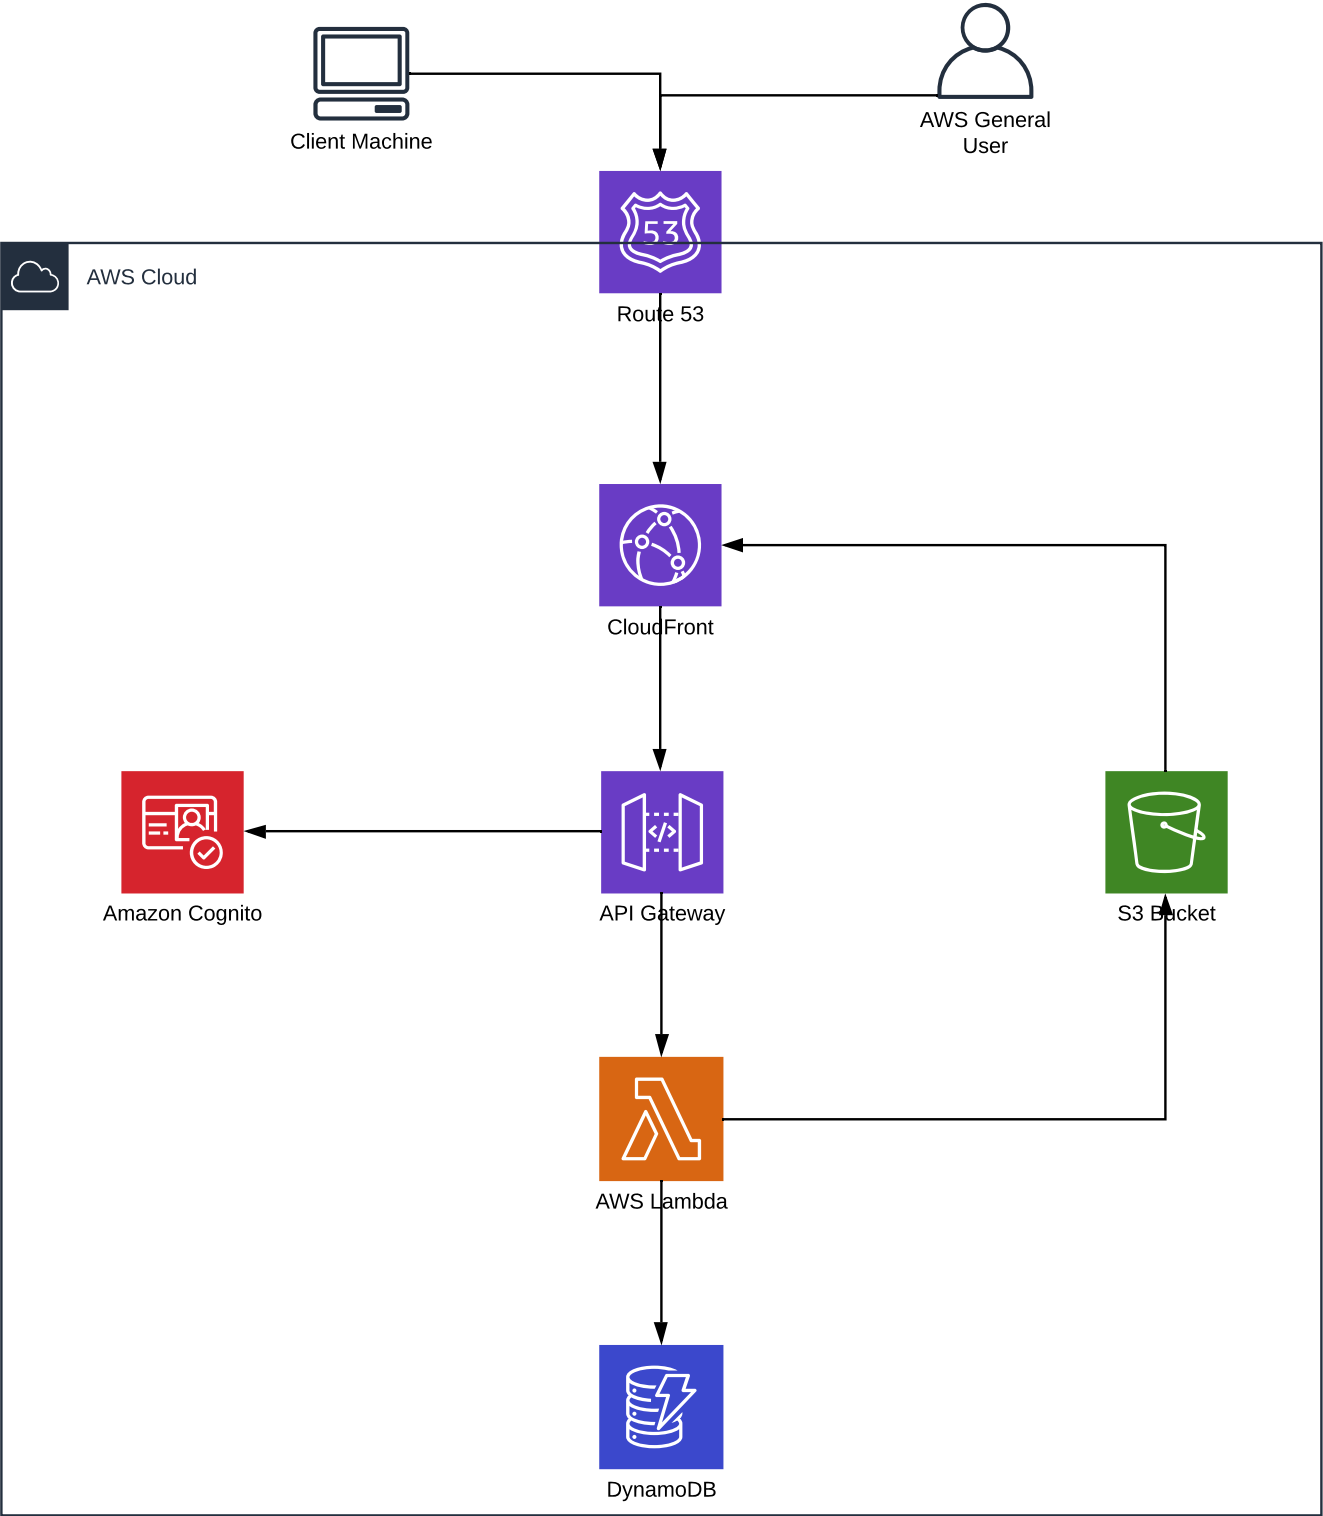 Client Machine
AWS General
User
53
AWS Cloud
Route 53
CloudFront
</>
Amazon Cognito
API Gateway
S3 Bucket
AWS Lambda
DynamoDB